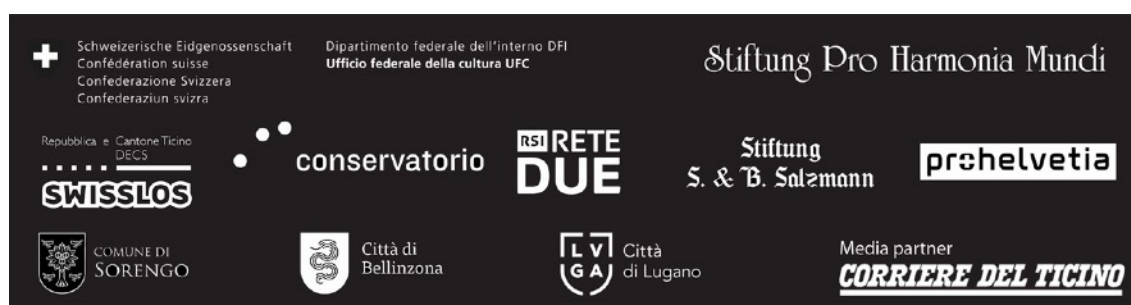 Schweizerische Eidgenossenschaft
Confédération suisse
Confederazione Svizzera
Confederaziun svizra
Dipartimento federale dell'interno DFI
Ufficio federale della cultura UFC
Stiftung Pro Harmonia Mundi
Repubblica e Cantone Ticino
DECS
SWISSLOS
conservatorio
RSI RETE
DUE
Stiftung
S. & B. Salzmann
prohelvetia
COMUNE DI
SORENGO
Città di
Bellinzona
LV
GA
Città
di Lugano
Media partner
CORRIERE DEL TICINO